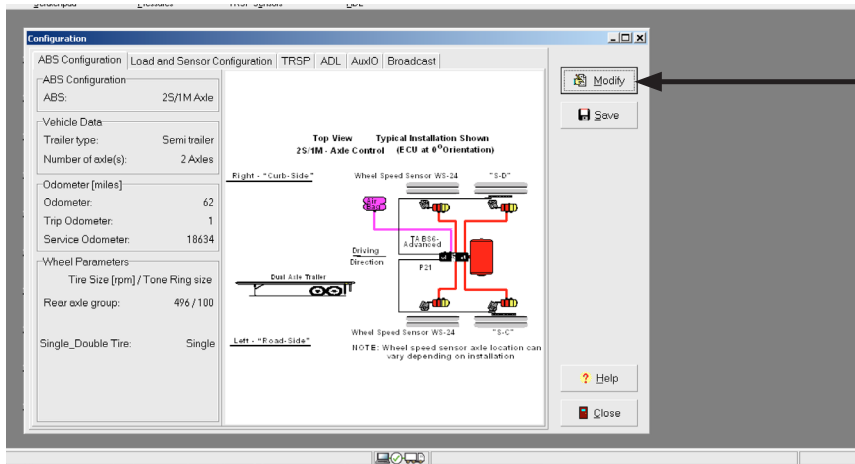 Configuration
ABS Configuration Load and Sensor Configuration TRSP ADL AuxIO Broadcast
ABS Configuration
ABS: 2S/1M Axle
Vehicle Data
Trailer type: Semi trailer
Number of axle(s): 2 Axles
Odometer [miles]
Odometer: 62
Trip Odometer: 1
Service Odometer: 18634
Wheel Parameters
Tire Size [rpm] / Tone Ring size
Rear axle group: 496 / 100
Single_Double Tire: Single
Top View Typical Installation Shown
2S/1M - Axle Control (ECU at 0° Orientation)
Right - "Curb-Side" Wheel Speed Sensor WS-24 "S-D"
Air Bag
TABS6-
Advanced
Driving
Direction
P21
Dual Axle Trailer
Wheel Speed Sensor WS-24 "S-C"
Left - "Road-Side"
NOTE: Wheel speed sensor axle location can
vary depending on installation
Modify
Save
Help
Close